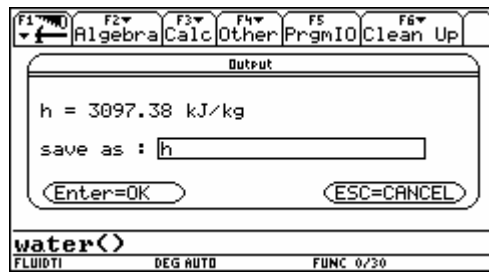 F1 F2 Algebra F3 Calc F4 Other F5 PrgmIO F6 Clean Up
Output
h = 3097.38 kJ/kg
save as : h
Enter=OK ESC=CANCEL
water()
FLUIDTI DEG AUTO FUNC 0/30